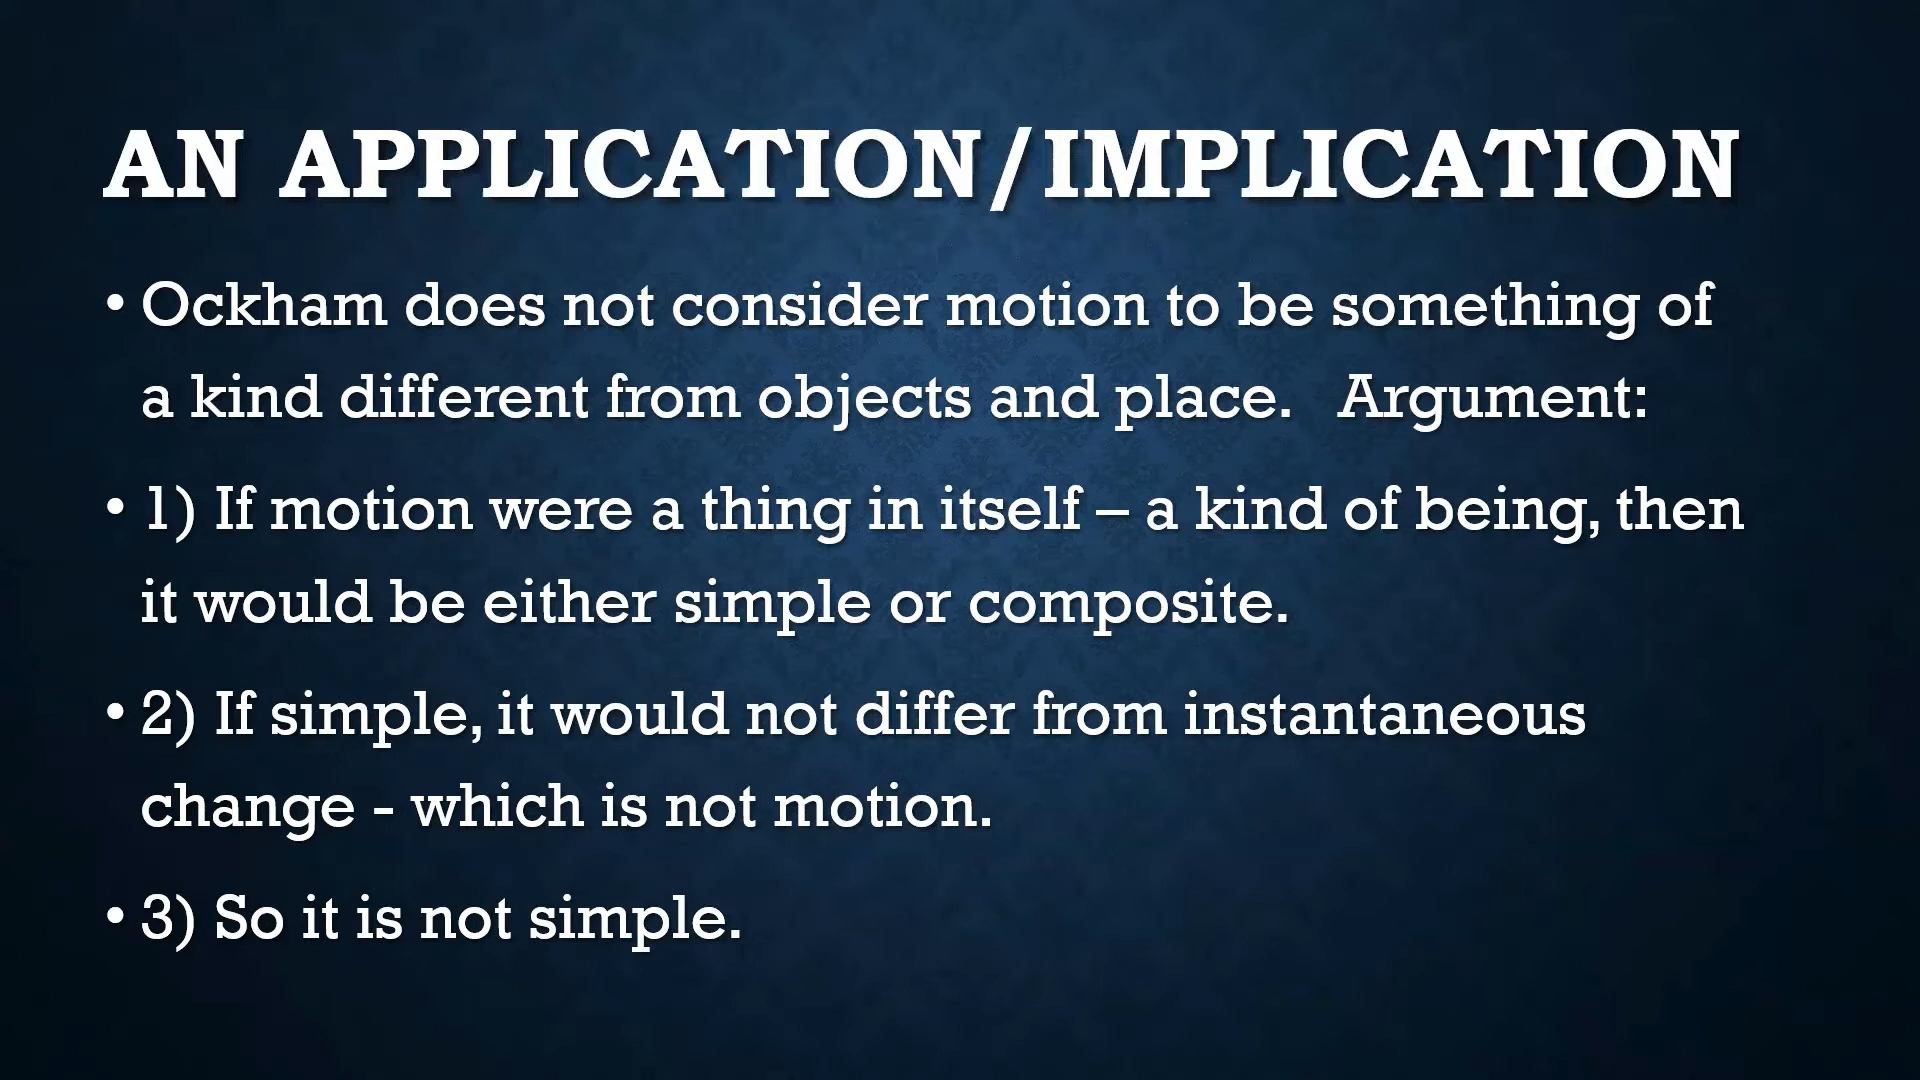 AN APPLICATION/IMPLICATION
• Ockham does not consider motion to be something of
a kind different from objects and place.   Argument:
• 1) If motion were a thing in itself – a kind of being, then
it would be either simple or composite.
• 2) If simple, it would not differ from instantaneous
change - which is not motion.
• 3) So it is not simple.